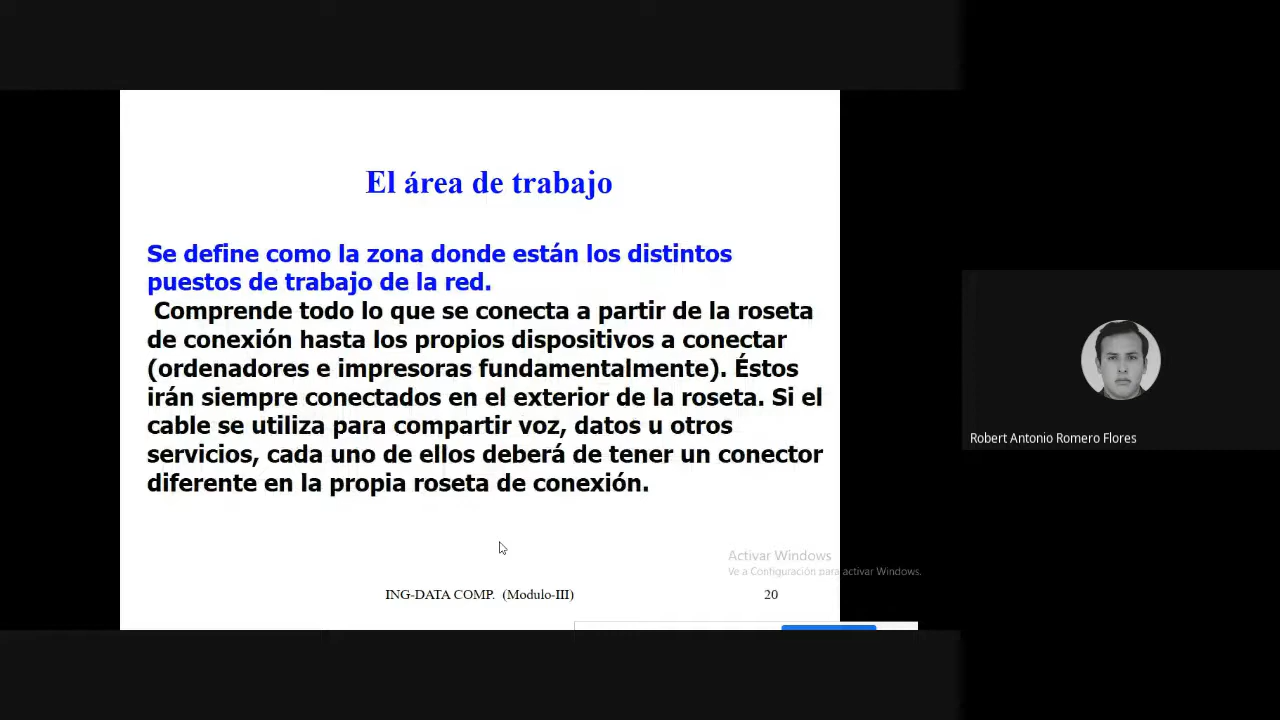 El área de trabajo
Se define como la zona donde están los distintos
puestos de trabajo de la red.
Comprende todo lo que se conecta a partir de la roseta
de conexión hasta los propios dispositivos a conectar
(ordenadores e impresoras fundamentalmente). Éstos
irán siempre conectados en el exterior de la roseta. Si el
cable se utiliza para compartir voz, datos u otros
servicios, cada uno de ellos deberá de tener un conector
diferente en la propia roseta de conexión.
Activar Windows
Ve a Configuración para activar Windows.
ING-DATA COMP. (Modulo-III)
20
Robert Antonio Romero Flores